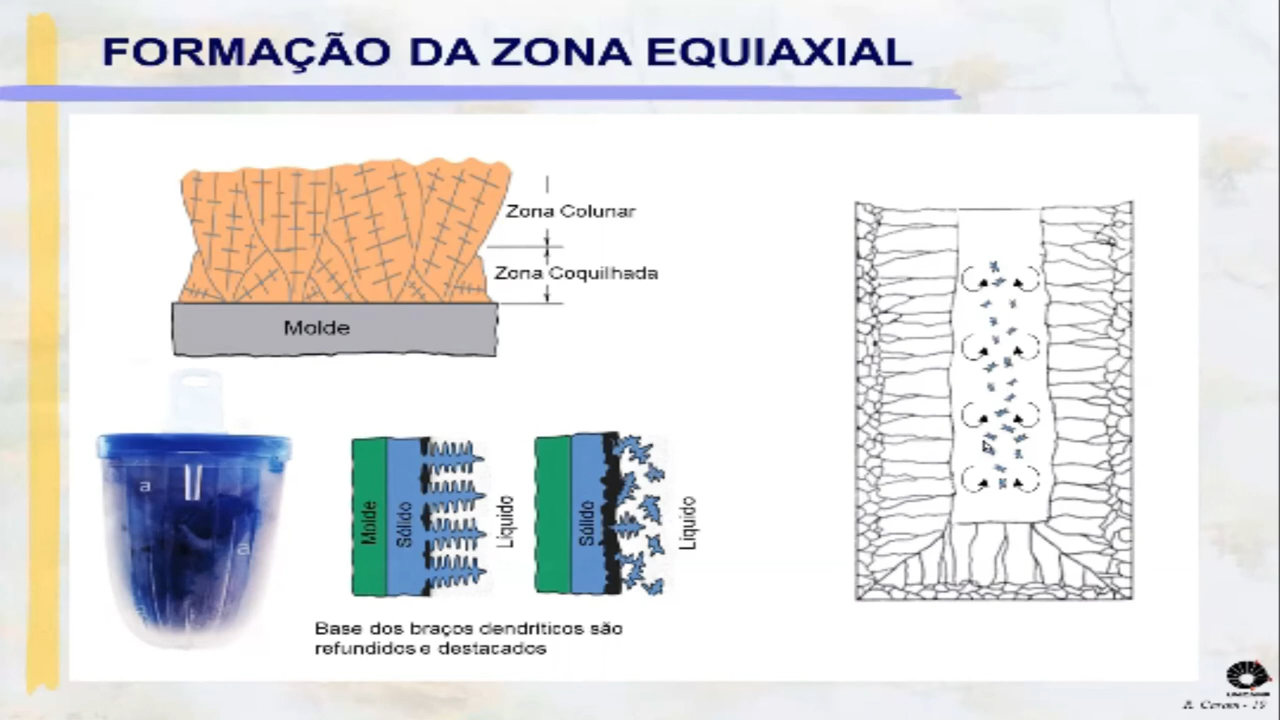 FORMAÇÃO DA ZONA EQUIAXIAL
Zona Colunar
Zona Coquilhada
Molde
a
a
Molde
Sólido
Líquido
Sólido
Líquido
Base dos braços dendríticos são
refundidos e destacados
UNICAMP